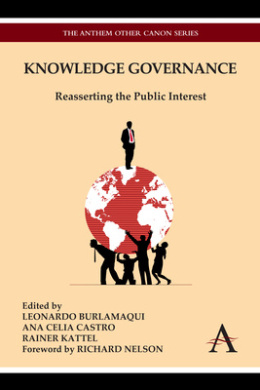 THE ANTHEM OTHER CANON SERIES
KNOWLEDGE GOVERNANCE
Reasserting the Public Interest
Edited by
LEONARDO BURLAMAQUI
ANA CELIA CASTRO
RAINER KATTEL
Foreword by RICHARD NELSON